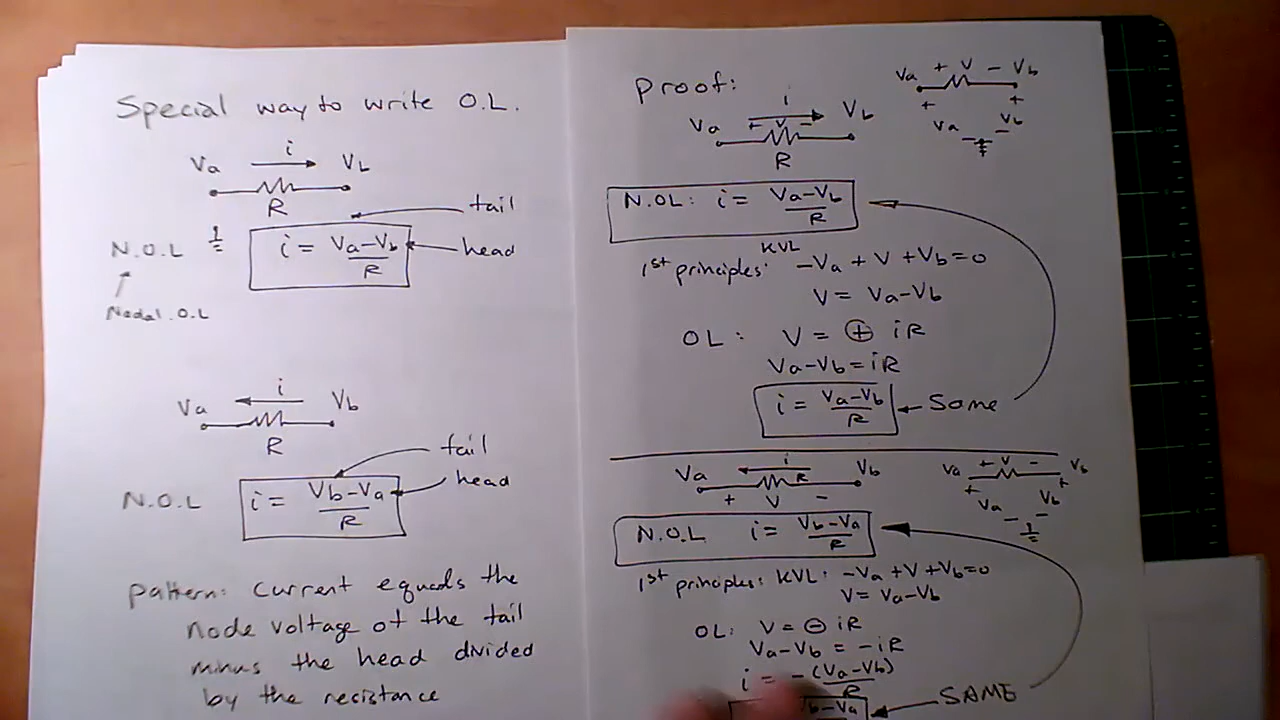 Special way to write O.L.
Va i VL
R
tail
N.O.L i = Va-Vb / R head
Nodal O.L
Va i Vb
R
tail
N.O.L i = Vb-Va / R head
Pattern: Current equals the
node voltage of the tail
minus the head divided
by the resistance
Proof:
Va + V - Vb
+ Va - + Vb -
i
Va + V - Vb
R
N.OL: i = Va-Vb / R
KVL
1st principles: -Va + V + Vb = 0
V = Va-Vb
OL: V = ⊕ iR
Va-Vb = iR
i = Va-Vb / R Same
Va i Vb
R
+ V -
Va + V - Vb
+ Va - + Vb -
N.O.L i = Vb-Va / R
1st principles: KVL: -Va + V + Vb = 0
V = Va-Vb
OL: V = ⊖ iR
Va-Vb = -iR
i = -(Va-Vb) / R
b-Va SAME